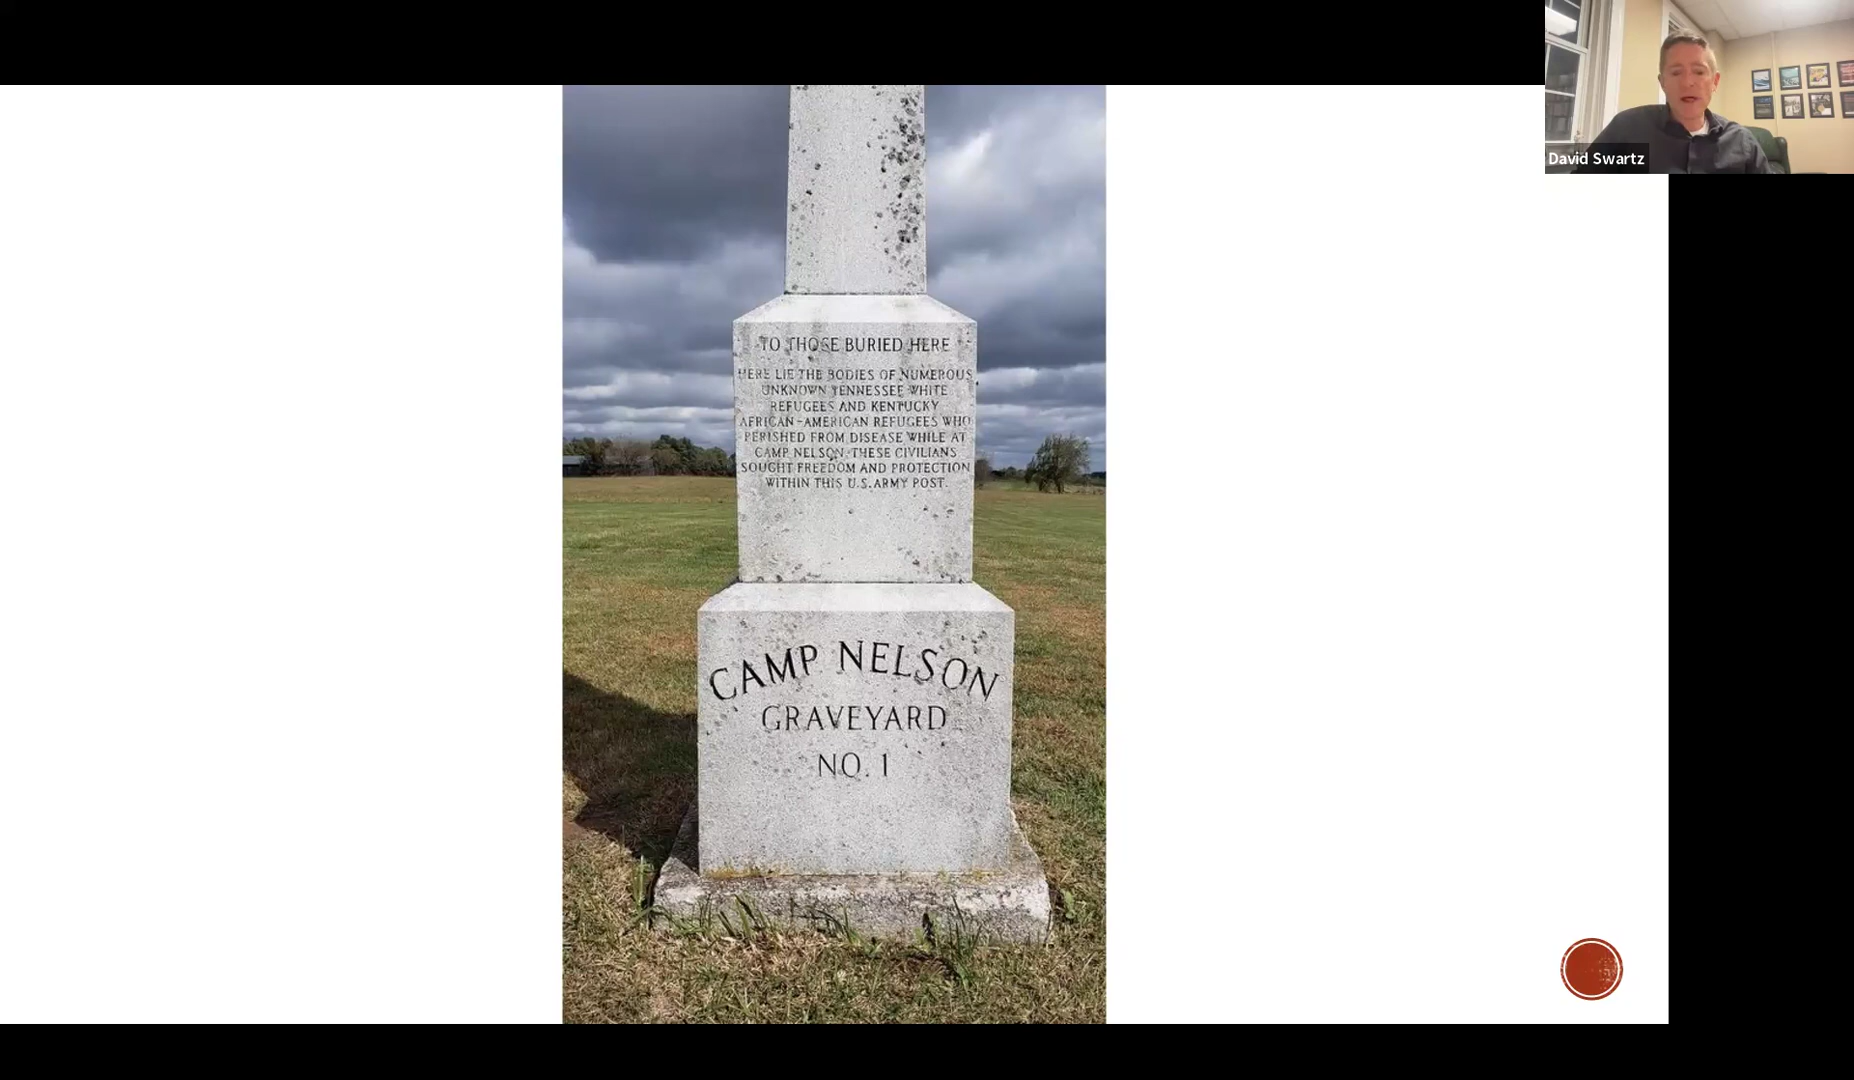 David Swartz
TO THOSE BURIED HERE
HERE LIE THE BODIES OF NUMEROUS
UNKNOWN TENNESSEE WHITE
REFUGEES AND KENTUCKY
AFRICAN-AMERICAN REFUGEES WHO
PERISHED FROM DISEASE WHILE AT
CAMP NELSON. THESE CIVILIANS
SOUGHT FREEDOM AND PROTECTION
WITHIN THIS U.S. ARMY POST.
CAMP NELSON
GRAVEYARD
NO. 1